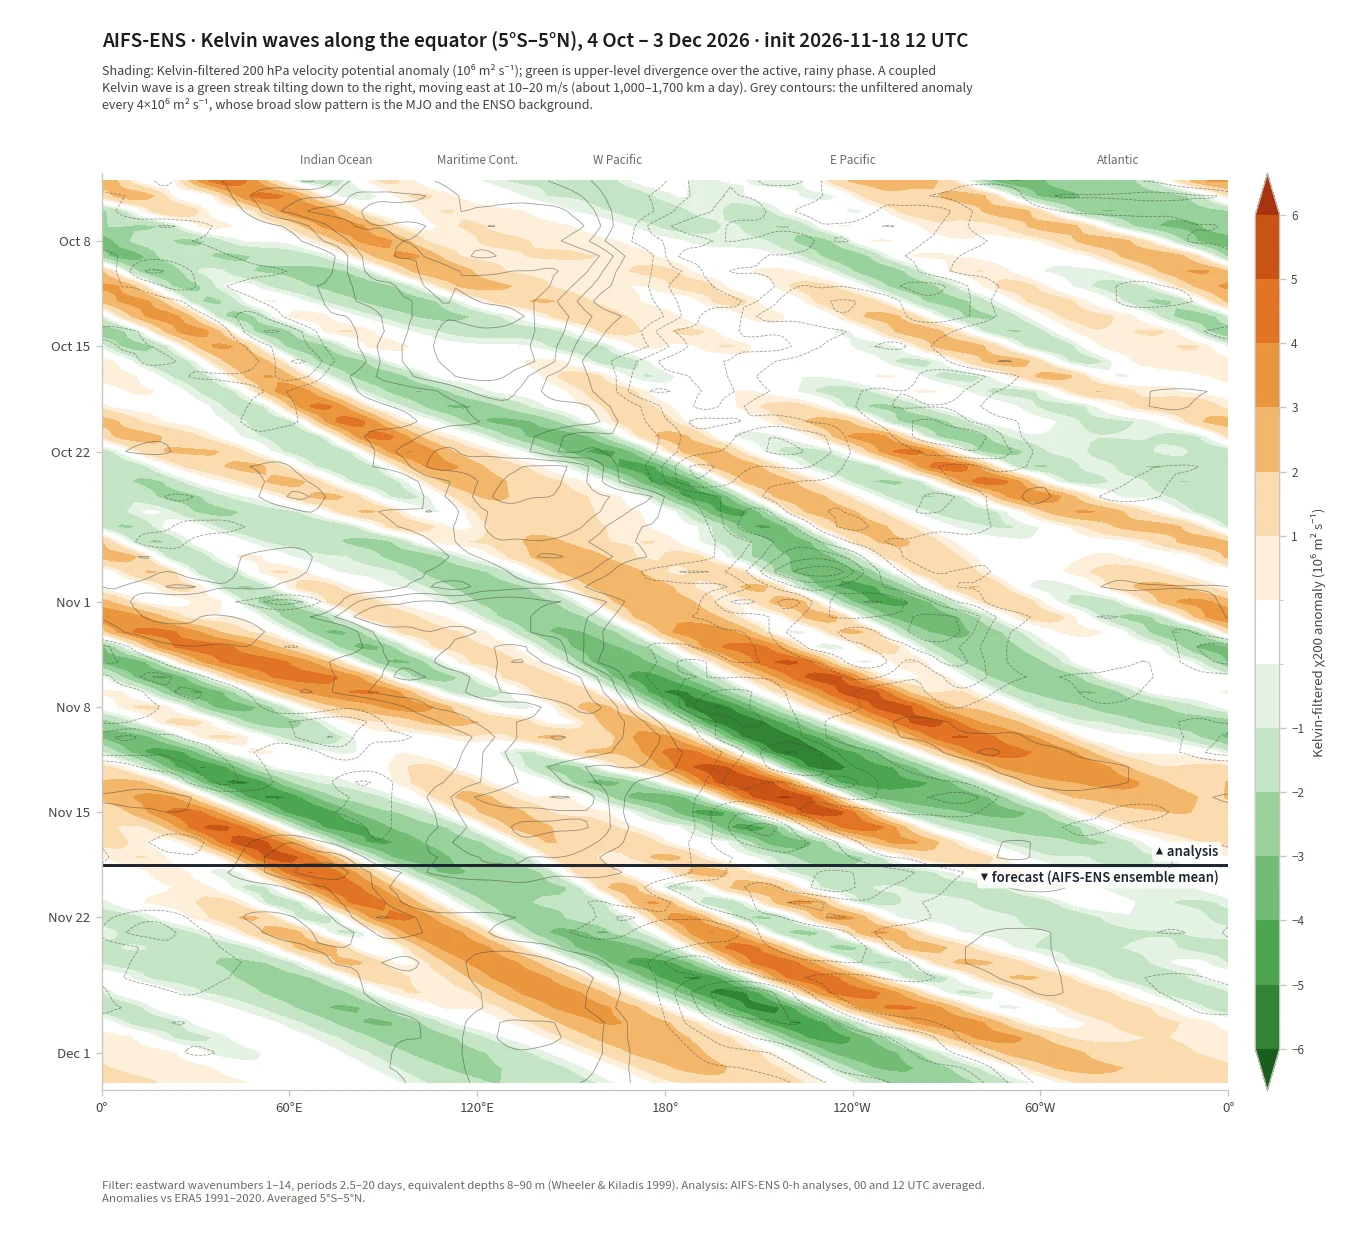 AIFS-ENS · Kelvin waves along the equator (5°S–5°N), 4 Oct – 3 Dec 2026 · init 2026-11-18 12 UTC
Shading: Kelvin-filtered 200 hPa velocity potential anomaly (10⁶ m² s⁻¹); green is upper-level divergence over the active, rainy phase. A coupled
Kelvin wave is a green streak tilting down to the right, moving east at 10–20 m/s (about 1,000–1,700 km a day). Grey contours: the unfiltered anomaly
every 4×10⁶ m² s⁻¹, whose broad slow pattern is the MJO and the ENSO background.
Indian Ocean Maritime Cont. W Pacific E Pacific Atlantic
Oct 8
Oct 15
Oct 22
Nov 1
Nov 8
Nov 15
Nov 22
Dec 1
▲ analysis
▼ forecast (AIFS-ENS ensemble mean)
0° 60°E 120°E 180° 120°W 60°W 0°
6
5
4
3
2
1
−1
−2
−3
−4
−5
−6
Kelvin-filtered χ200 anomaly (10⁶ m² s⁻¹)
Filter: eastward wavenumbers 1–14, periods 2.5–20 days, equivalent depths 8–90 m (Wheeler & Kiladis 1999). Analysis: AIFS-ENS 0-h analyses, 00 and 12 UTC averaged.
Anomalies vs ERA5 1991–2020. Averaged 5°S–5°N.